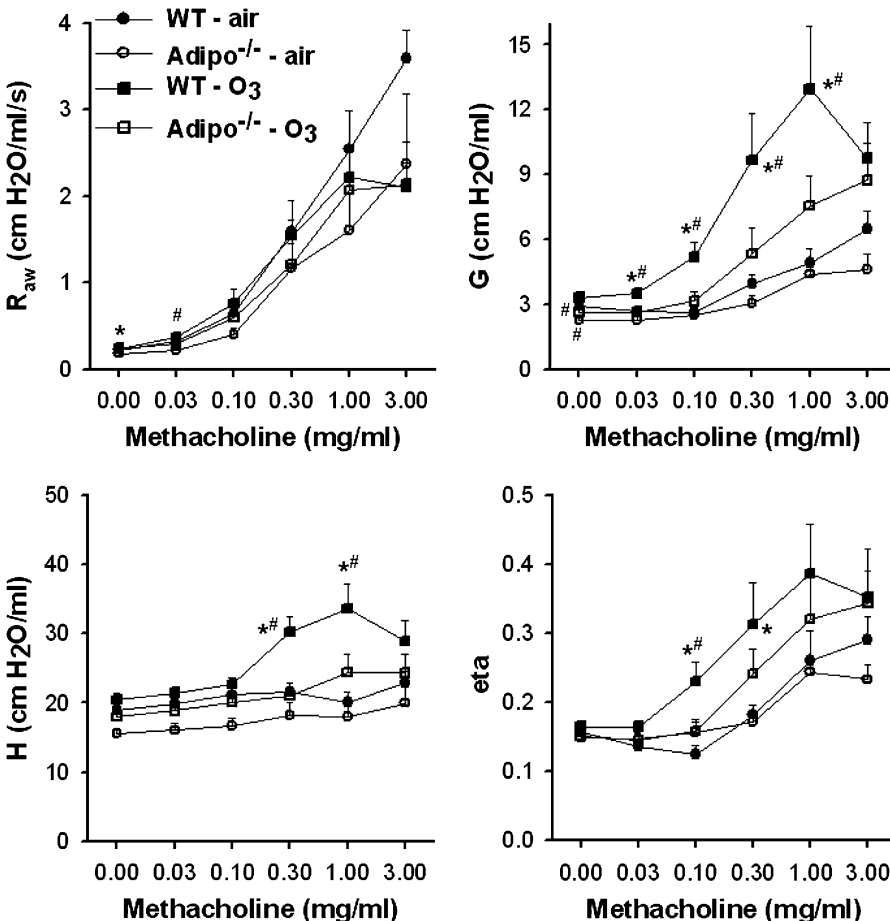 WT - air
Adipo-/- - air
WT - O3
Adipo-/- - O3
Raw (cm H2O/ml/s)
4
3
2
1
0
*
#
0.00 0.03 0.10 0.30 1.00 3.00
Methacholine (mg/ml)
G (cm H2O/ml)
15
12
9
6
3
0
*#
*#
*#
*#
#
#
0.00 0.03 0.10 0.30 1.00 3.00
Methacholine (mg/ml)
H (cm H2O/ml)
50
40
30
20
10
0
*#
*#
0.00 0.03 0.10 0.30 1.00 3.00
Methacholine (mg/ml)
eta
0.5
0.4
0.3
0.2
0.1
0.0
*#
*
0.00 0.03 0.10 0.30 1.00 3.00
Methacholine (mg/ml)